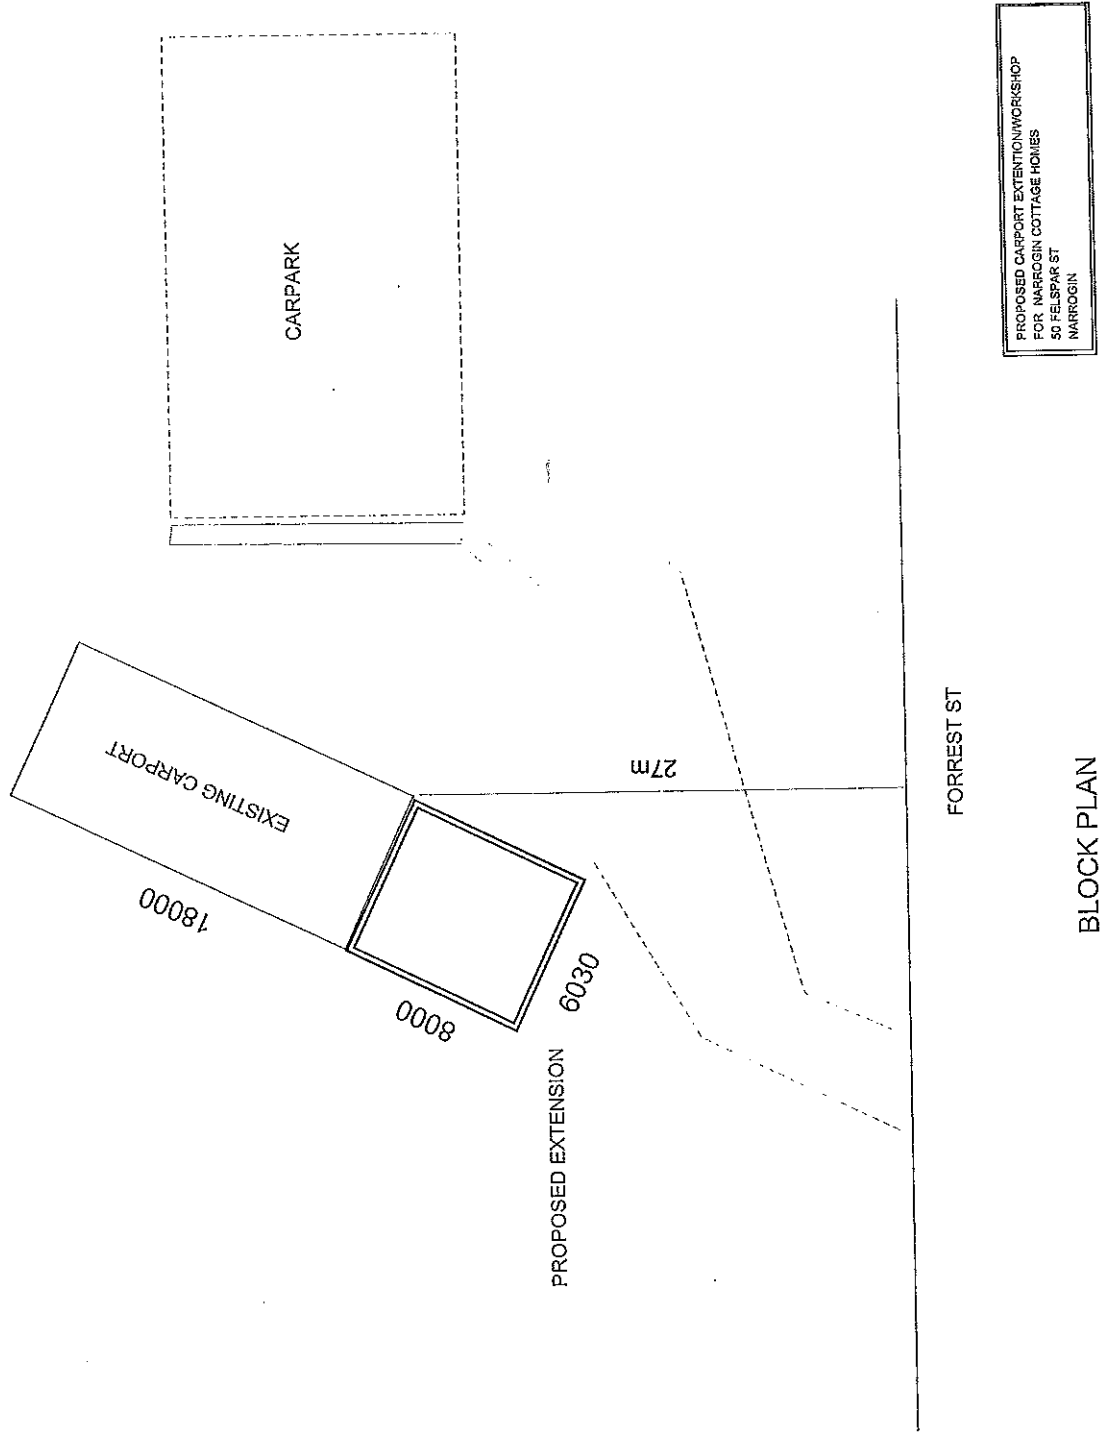 CARPARK
EXISTING CARPORT
18000
8000
6030
PROPOSED EXTENSION
27m
FORREST ST
BLOCK PLAN
PROPOSED CARPORT EXTENTION/WORKSHOP
FOR NARROGIN COTTAGE HOMES
50 FELSPAR ST
NARROGIN